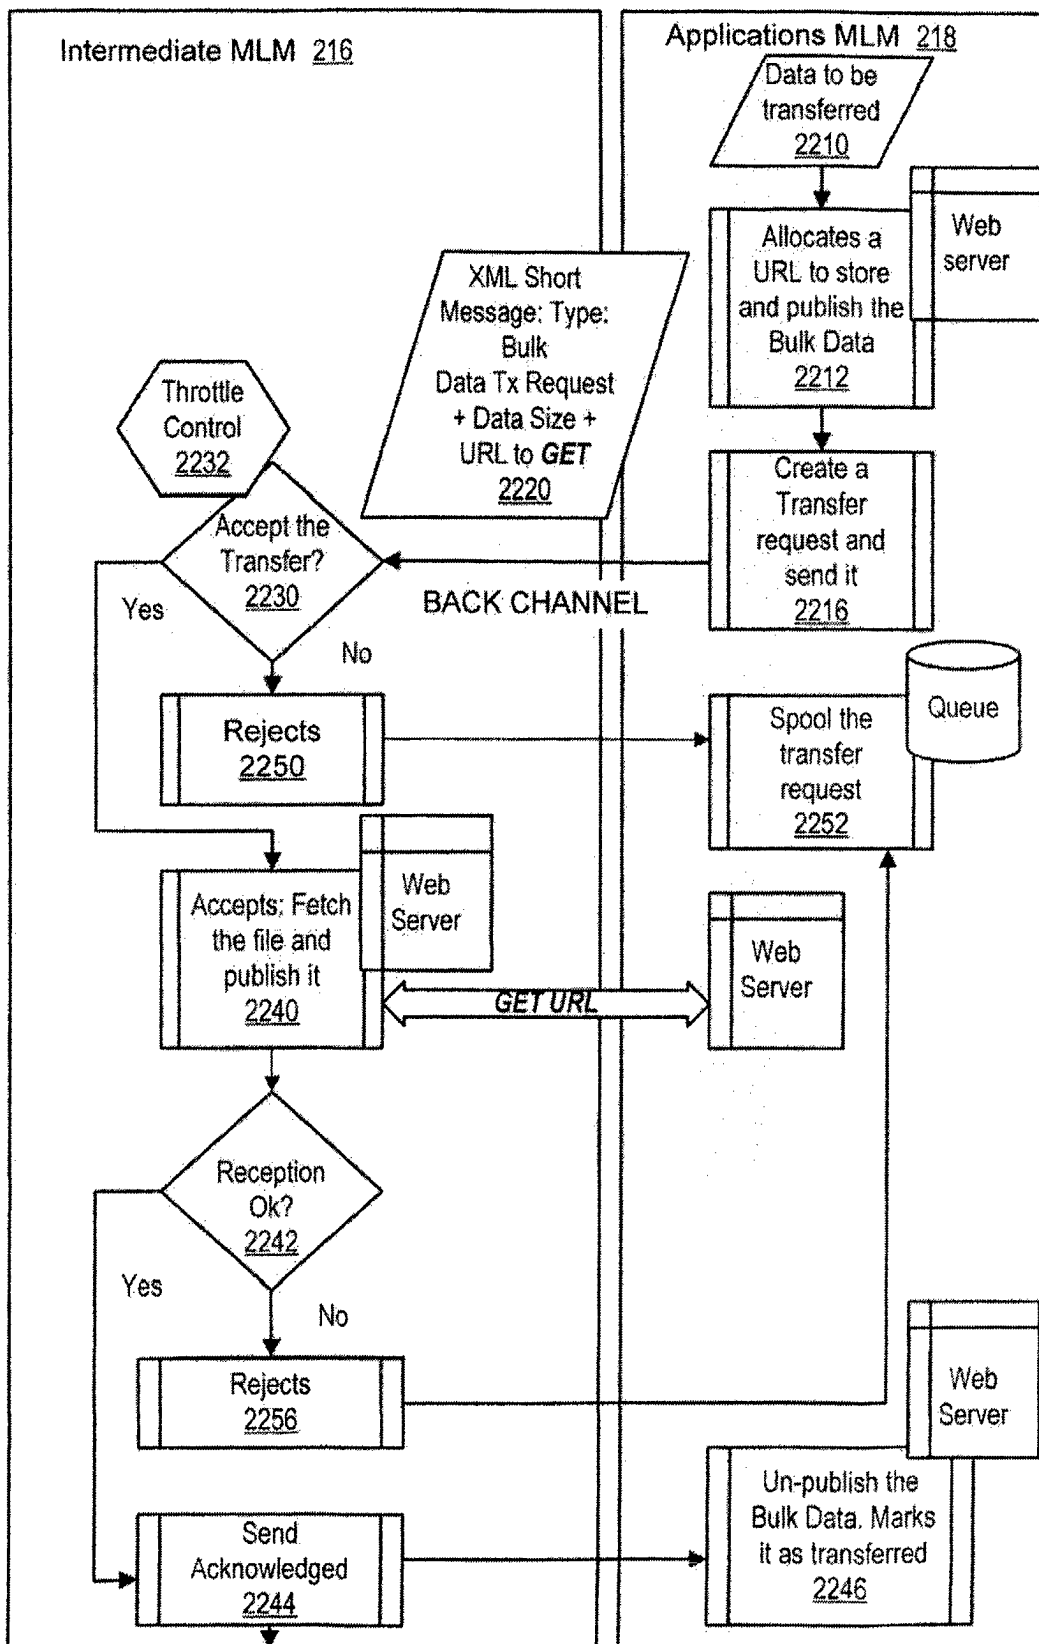 Intermediate MLM 216
Applications MLM 218
Data to be
transferred
2210
Allocates a
URL to store
and publish the
Bulk Data
2212
Web
server
XML Short
Message: Type:
Bulk
Data Tx Request
+ Data Size +
URL to GET
2220
Throttle
Control
2232
Create a
Transfer
request and
send it
2216
Accept the
Transfer?
2230
BACK CHANNEL
Yes
No
Rejects
2250
Spool the
transfer
request
2252
Queue
Accepts: Fetch
the file and
publish it
2240
Web
Server
GET URL
Web
Server
Reception
Ok?
2242
Yes
No
Rejects
2256
Web
Server
Send
Acknowledged
2244
Un-publish the
Bulk Data. Marks
it as transferred
2246